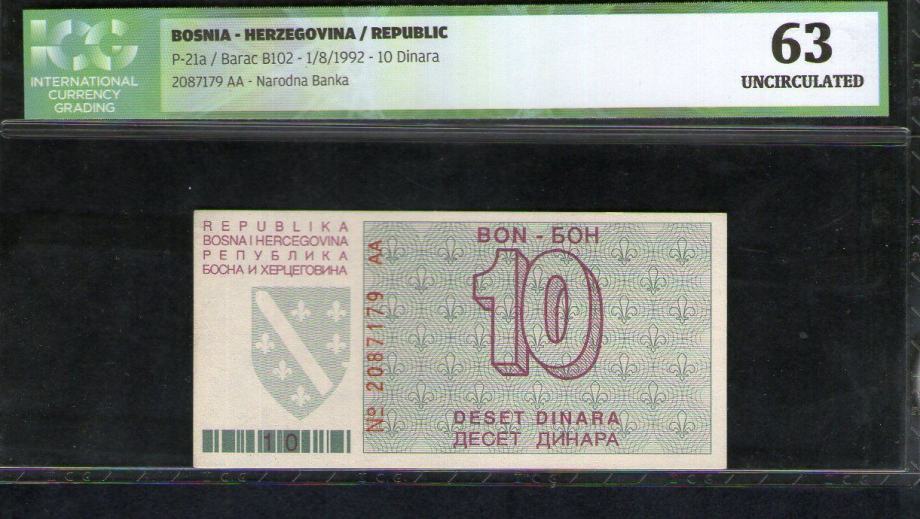 ICG
INTERNATIONAL
CURRENCY
GRADING
BOSNIA - HERZEGOVINA / REPUBLIC
P-21a / Barac B102 - 1/8/1992 - 10 Dinara
2087179 AA - Narodna Banka
63
UNCIRCULATED
REPUBLIKA
BOSNA I HERCEGOVINA
РЕПУБЛИКА
БОСНА И ХЕРЦЕГОВИНА
10
№ 2087179 AA
BON - БОН
10
DESET DINARA
ДЕСЕТ ДИНАРА